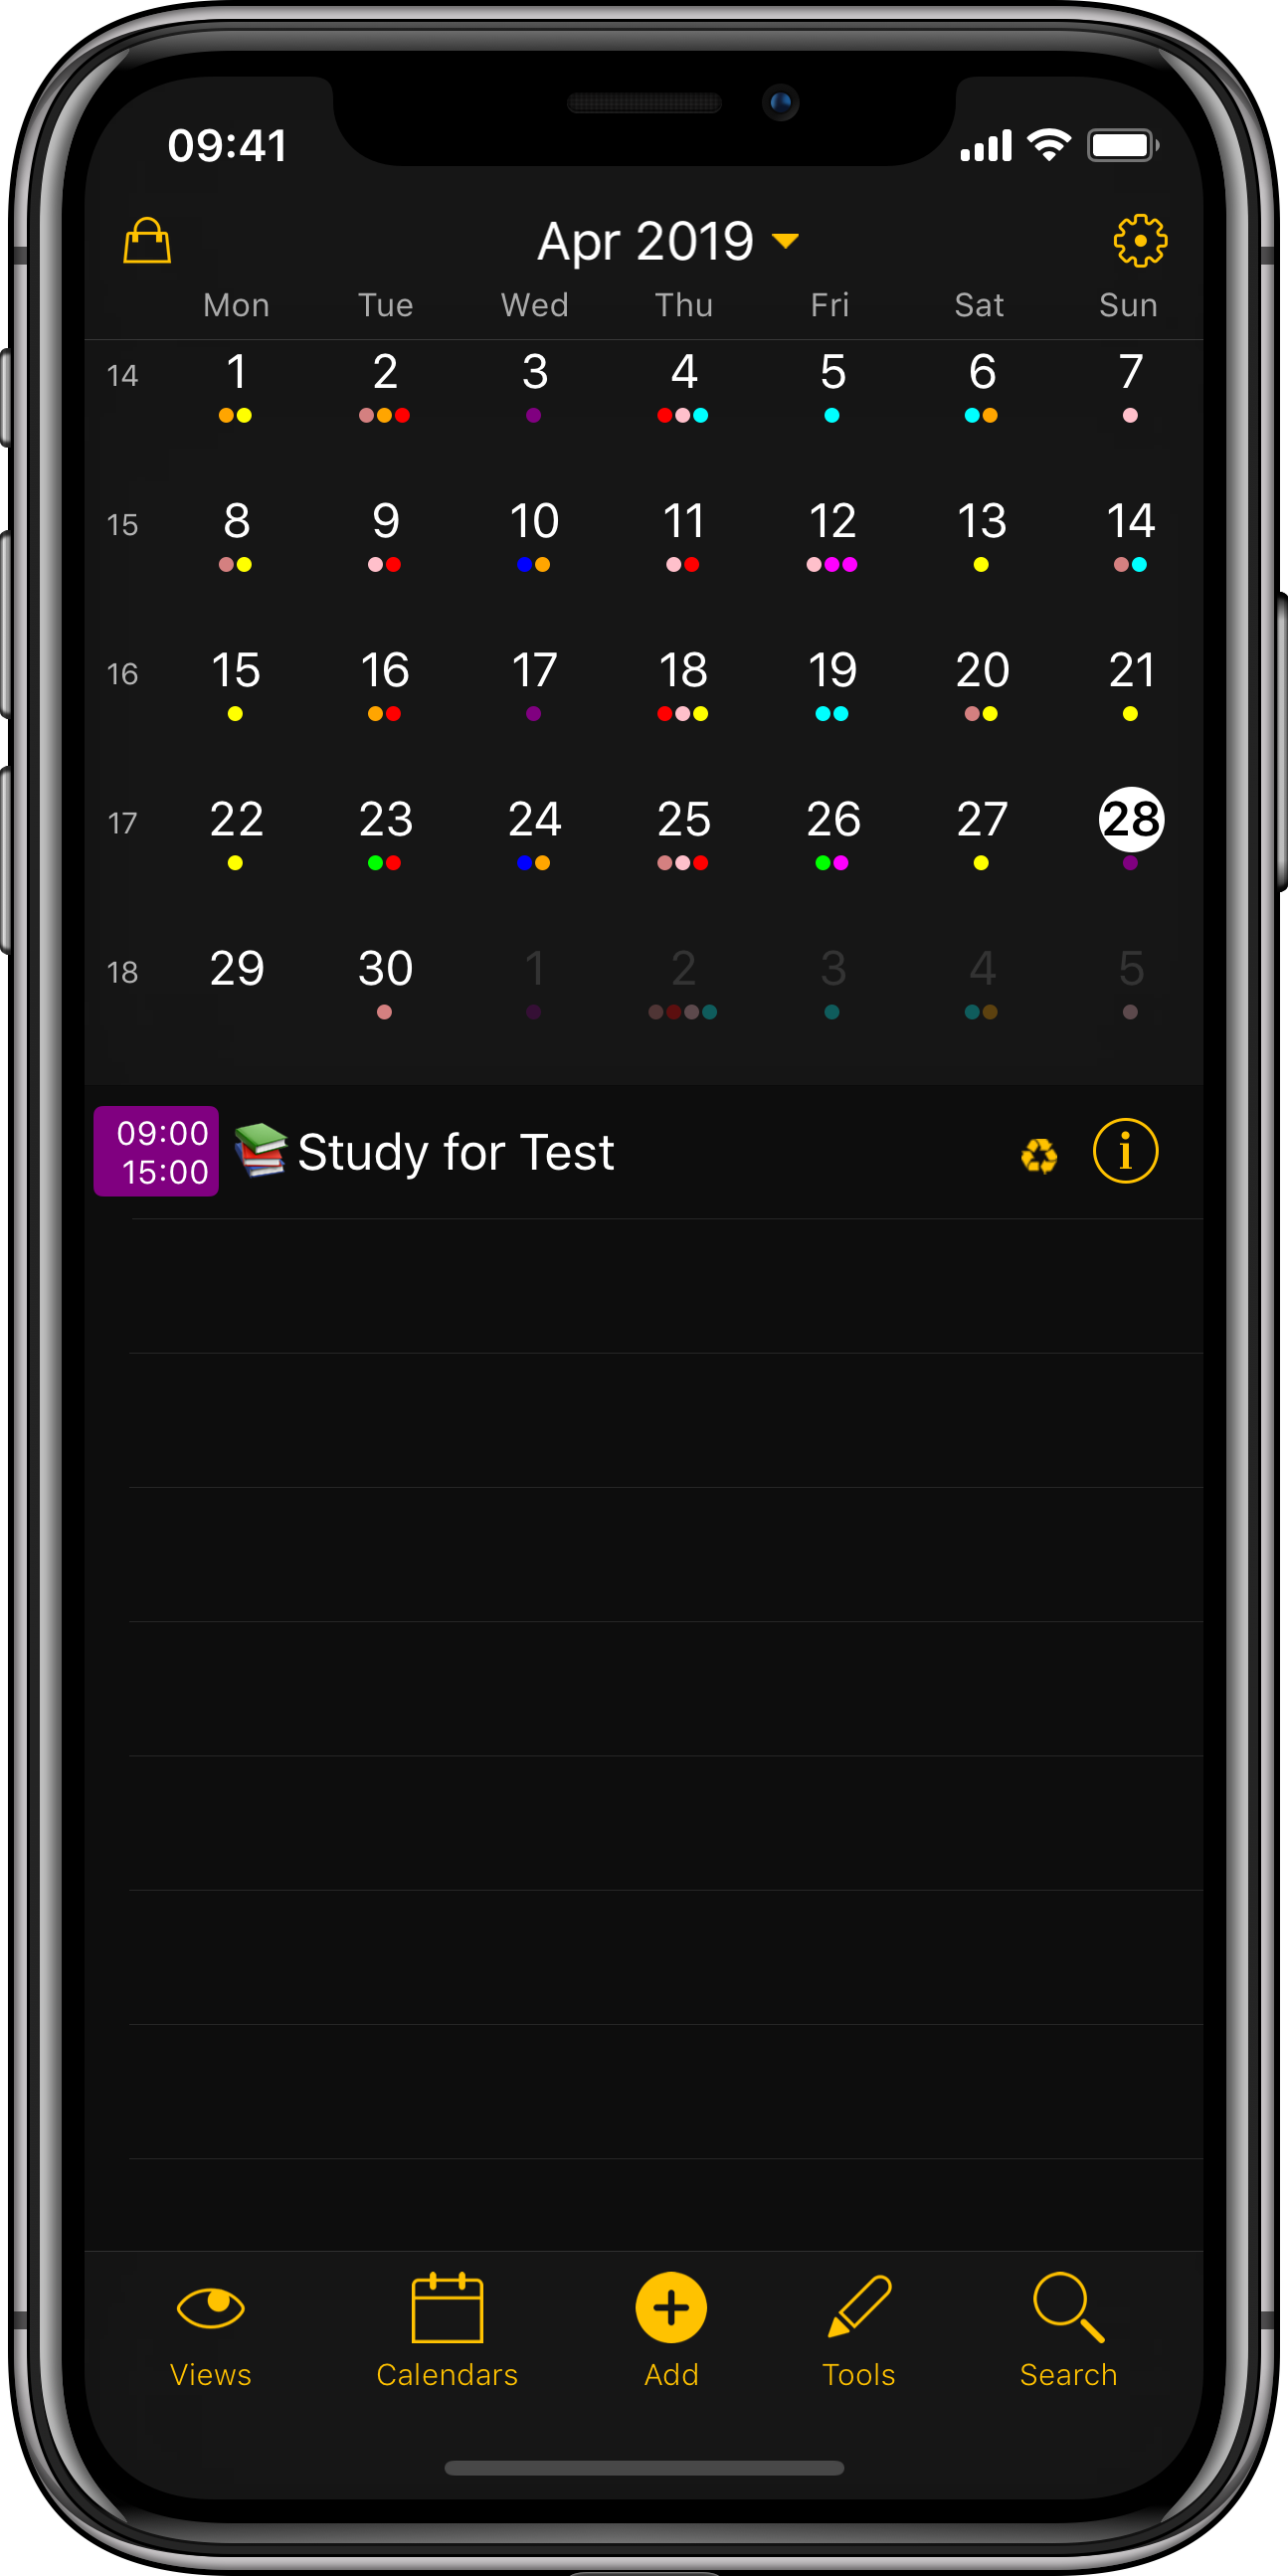 09:41
Apr 2019
Mon Tue Wed Thu Fri Sat Sun
14 1 2 3 4 5 6 7
15 8 9 10 11 12 13 14
16 15 16 17 18 19 20 21
17 22 23 24 25 26 27 28
18 29 30 1 2 3 4 5
09:00
15:00
Study for Test
Views Calendars Add Tools Search